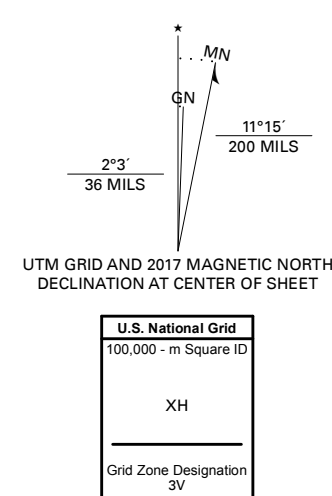 ★
MN
GN
11°15´
200 MILS
2°3´
36 MILS
UTM GRID AND 2017 MAGNETIC NORTH
DECLINATION AT CENTER OF SHEET
U.S. National Grid
100,000 - m Square ID
XH
Grid Zone Designation
3V